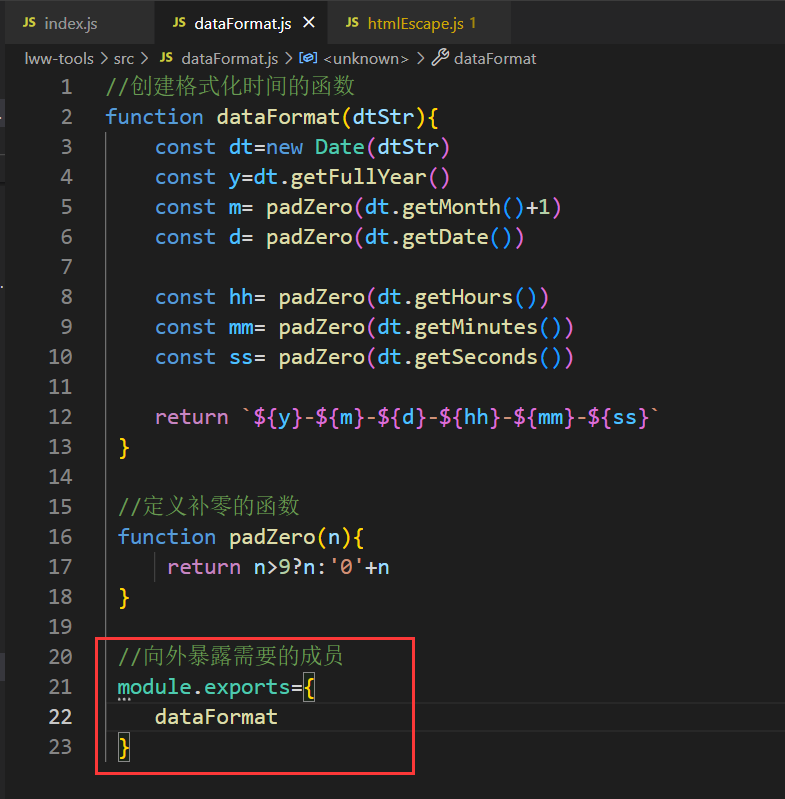 JS index.js JS dataFormat.js × JS htmlEscape.js 1
lww-tools > src > JS dataFormat.js > <unknown> > dataFormat
1 //创建格式化时间的函数
2 function dataFormat(dtStr){
3 const dt=new Date(dtStr)
4 const y=dt.getFullYear()
5 const m= padZero(dt.getMonth()+1)
6 const d= padZero(dt.getDate())
7
8 const hh= padZero(dt.getHours())
9 const mm= padZero(dt.getMinutes())
10 const ss= padZero(dt.getSeconds())
11
12 return `${y}-${m}-${d}-${hh}-${mm}-${ss}`
13 }
14
15 //定义补零的函数
16 function padZero(n){
17 return n>9?n:'0'+n
18 }
19
20 //向外暴露需要的成员
21 module.exports={
22 dataFormat
23 }